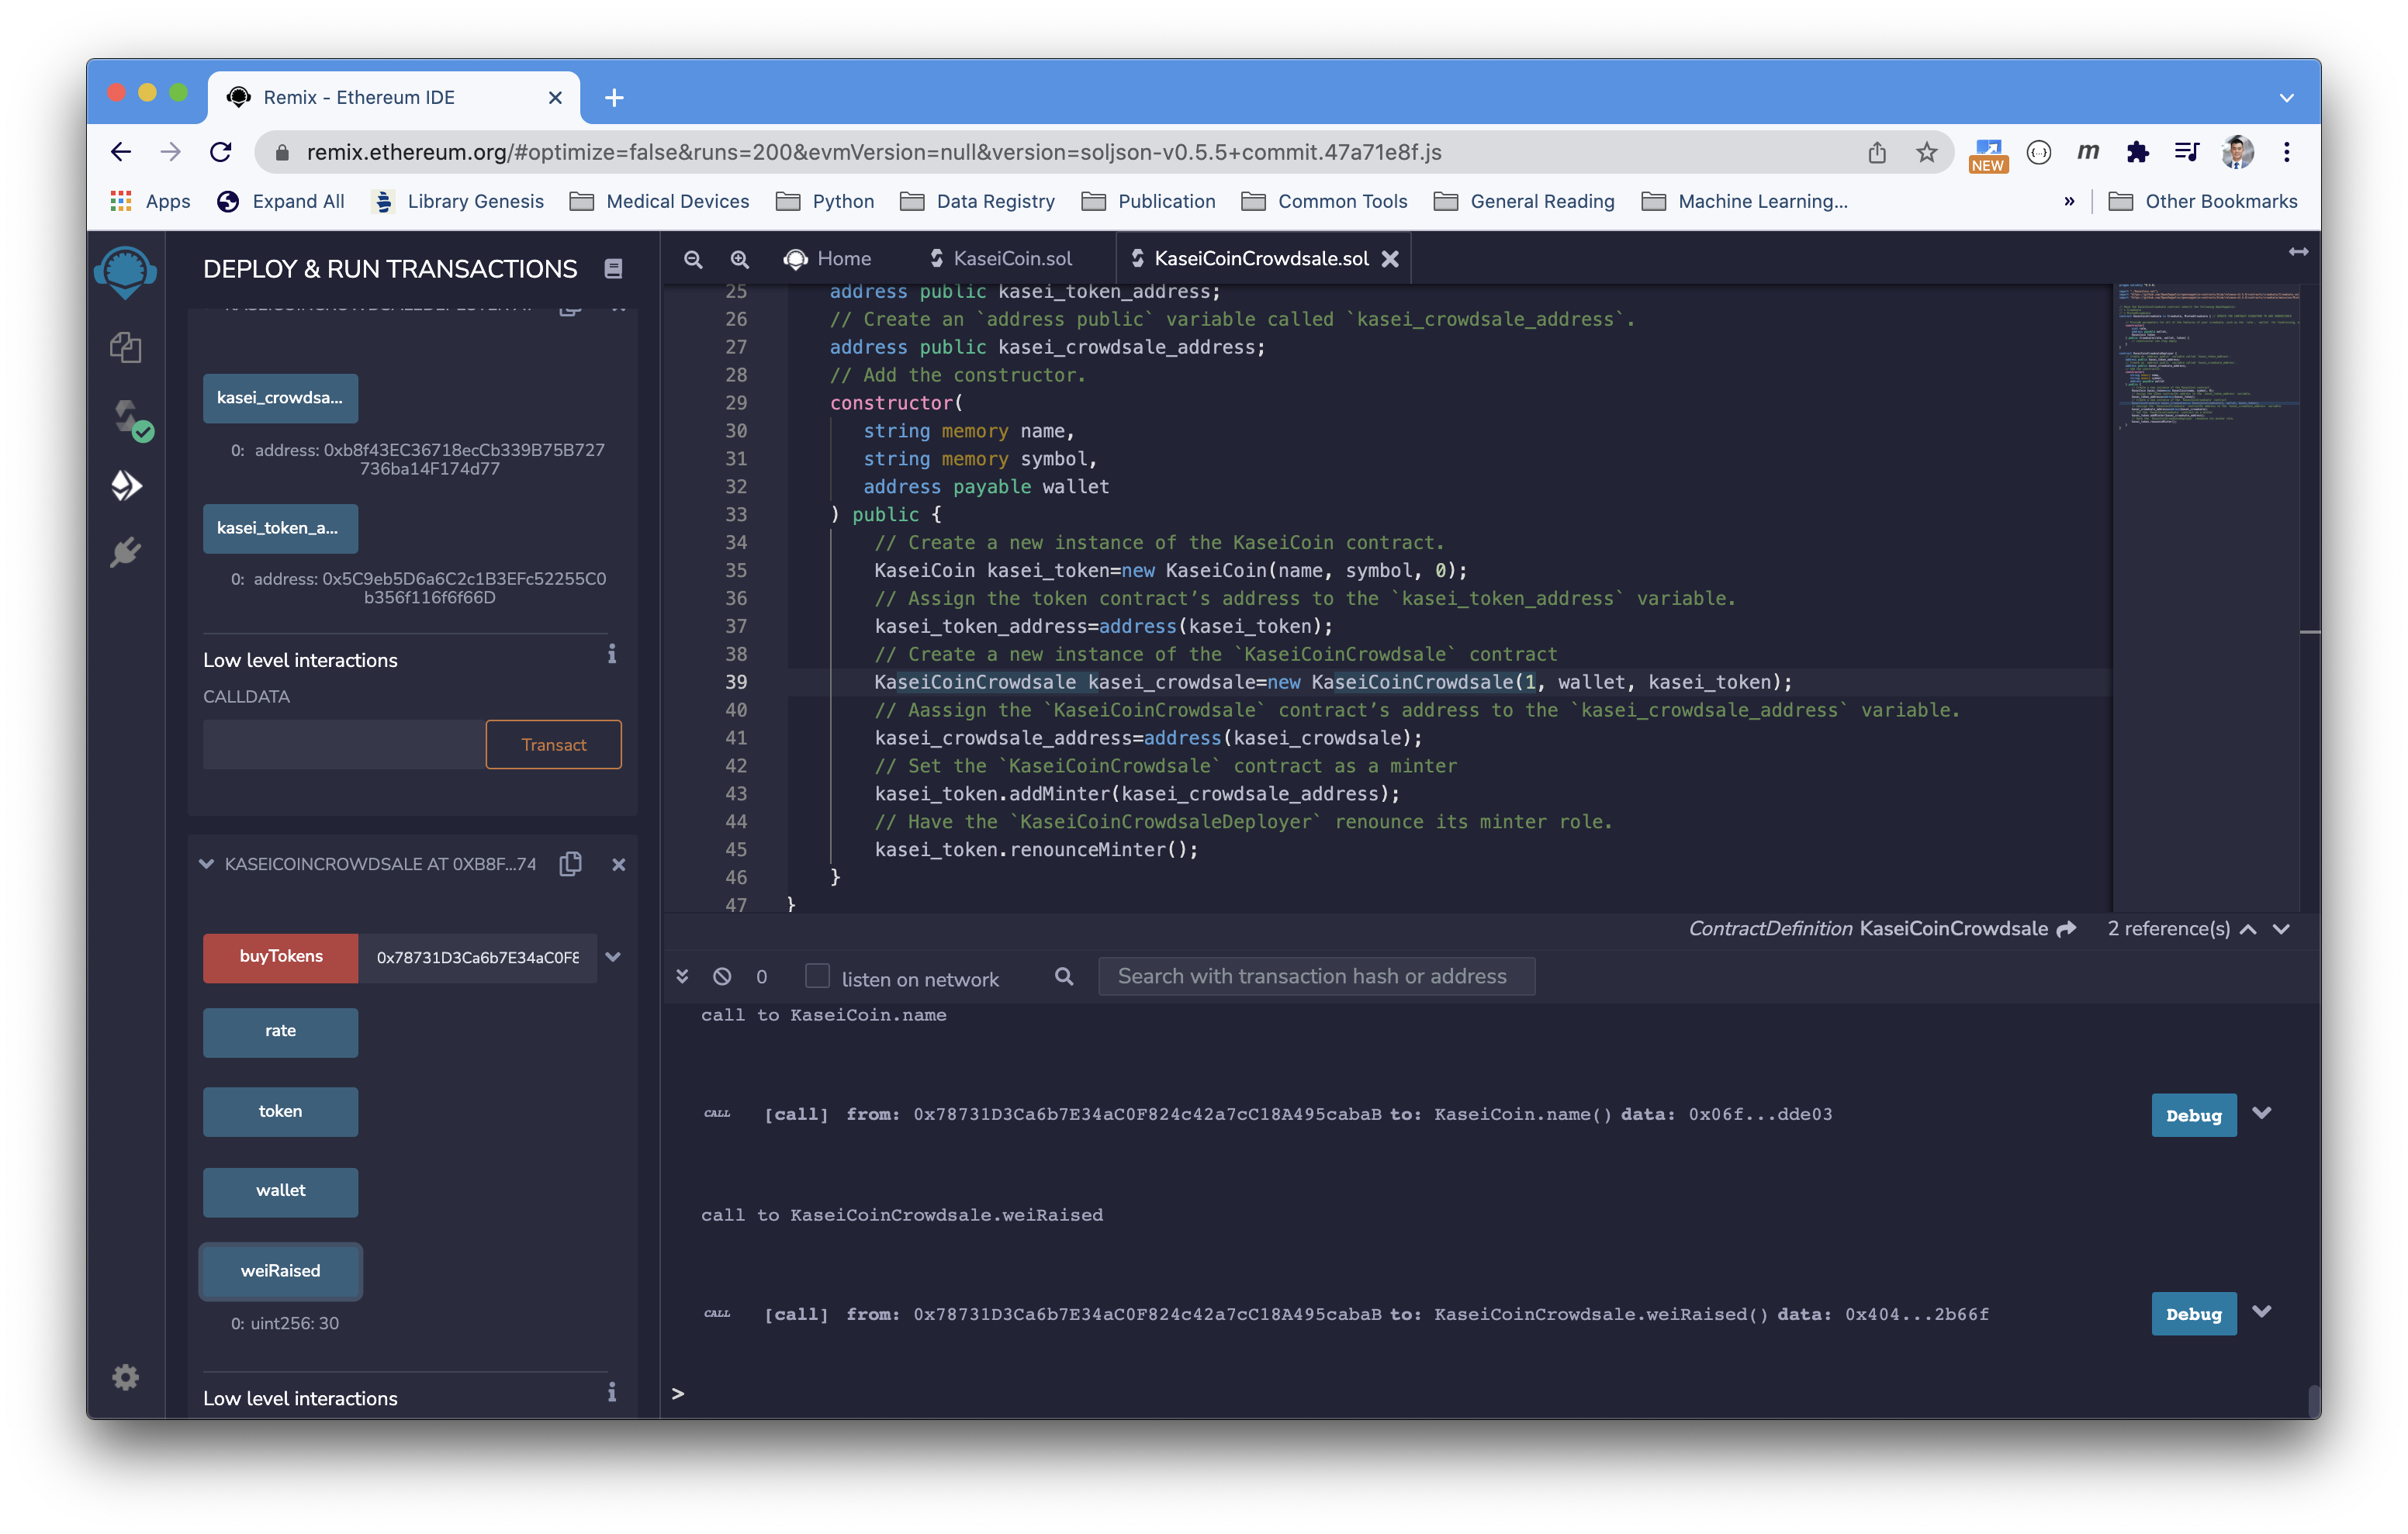 Remix - Ethereum IDE
remix.ethereum.org/#optimize=false&runs=200&evmVersion=null&version=soljson-v0.5.5+commit.47a71e8f.js
NEW
m
Apps
Expand All
Library Genesis
Medical Devices
Python
Data Registry
Publication
Common Tools
General Reading
Machine Learning...
»
Other Bookmarks
DEPLOY & RUN TRANSACTIONS
kasei_crowdsa...
0: address: 0xb8f43EC36718ecCb339B75B727
736ba14F174d77
kasei_token_a...
0: address: 0x5C9eb5D6a6C2c1B3EFc52255C0
b356f116f6f66D
Low level interactions
CALLDATA
Transact
KASEICOINCROWDSALE AT 0XB8F...74
buyTokens
0x78731D3Ca6b7E34aC0F8
rate
token
wallet
weiRaised
0: uint256: 30
Low level interactions
Home
KaseiCoin.sol
KaseiCoinCrowdsale.sol
25 address public kasei_token_address;
26 // Create an `address public` variable called `kasei_crowdsale_address`.
27 address public kasei_crowdsale_address;
28 // Add the constructor.
29 constructor(
30 string memory name,
31 string memory symbol,
32 address payable wallet
33 ) public {
34 // Create a new instance of the KaseiCoin contract.
35 KaseiCoin kasei_token=new KaseiCoin(name, symbol, 0);
36 // Assign the token contract’s address to the `kasei_token_address` variable.
37 kasei_token_address=address(kasei_token);
38 // Create a new instance of the `KaseiCoinCrowdsale` contract
39 KaseiCoinCrowdsale kasei_crowdsale=new KaseiCoinCrowdsale(1, wallet, kasei_token);
40 // Aassign the `KaseiCoinCrowdsale` contract’s address to the `kasei_crowdsale_address` variable.
41 kasei_crowdsale_address=address(kasei_crowdsale);
42 // Set the `KaseiCoinCrowdsale` contract as a minter
43 kasei_token.addMinter(kasei_crowdsale_address);
44 // Have the `KaseiCoinCrowdsaleDeployer` renounce its minter role.
45 kasei_token.renounceMinter();
46 }
47 }
ContractDefinition KaseiCoinCrowdsale 2 reference(s)
0 listen on network Search with transaction hash or address
call to KaseiCoin.name
CALL [call] from: 0x78731D3Ca6b7E34aC0F824c42a7cC18A495cabaB to: KaseiCoin.name() data: 0x06f...dde03
Debug
call to KaseiCoinCrowdsale.weiRaised
CALL [call] from: 0x78731D3Ca6b7E34aC0F824c42a7cC18A495cabaB to: KaseiCoinCrowdsale.weiRaised() data: 0x404...2b66f
Debug
>